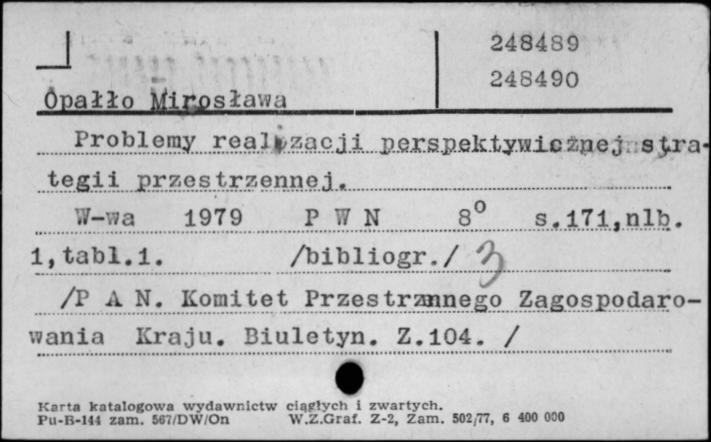 248489
248490
Opałło Mirosława
Problemy realizacji perspektywicznej stra-
tegii przestrzennej.
W-wa 1979 P W N 8° s.171,nlb.
1,tabl.1. /bibliogr./ 3
/P A N. Komitet Przestrznnego Zagospodaro-
wania Kraju. Biuletyn. Z.104. /
Karta katalogowa wydawnictw ciągłych i zwartych.
Pu-B-144 zam. 567/DW/On W.Z.Graf. Z-2, Zam. 502/77, 6 400 000